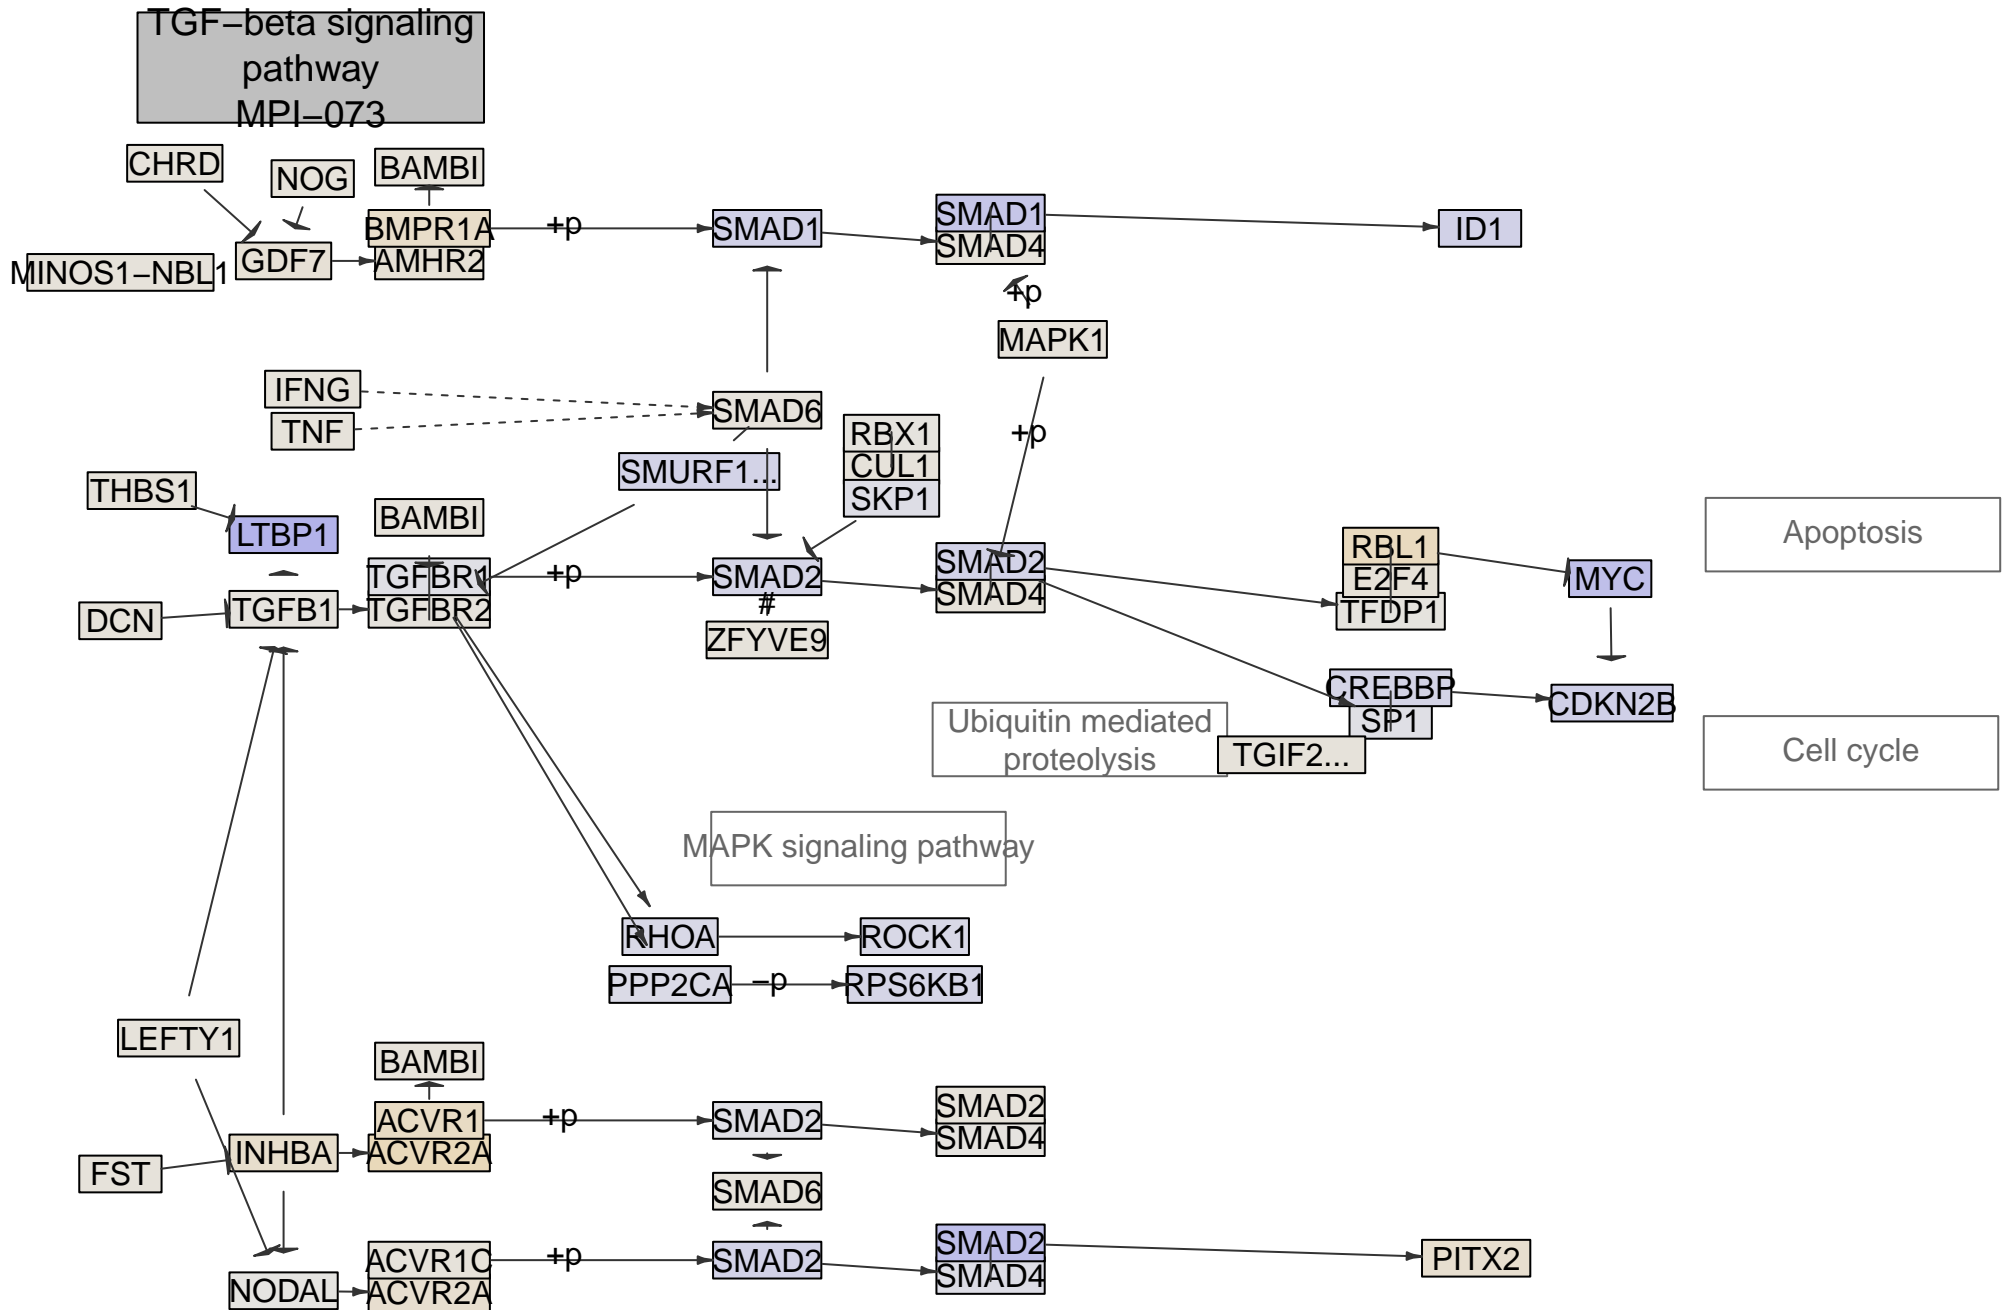 TGF−beta signaling
pathway
MPI−073
CHRD
NOG
BAMBI
BMPR1A
+p
SMAD1
SMAD1
SMAD4
ID1
MINOS1−NBL1
GDF7
AMHR2
+p
MAPK1
IFNG
TNF
SMAD6
RBX1
CUL1
SKP1
+p
SMURF1...
THBS1
LTBP1
BAMBI
TGFBR1
TGFBR2
+p
SMAD2
#
ZFYVE9
SMAD2
SMAD4
RBL1
E2F4
TFDP1
MYC
Apoptosis
DCN
TGFB1
CREBBP
SP1
TGIF2...
CDKN2B
Ubiquitin mediated
proteolysis
Cell cycle
MAPK signaling pathway
RHOA
ROCK1
PPP2CA
−p
RPS6KB1
LEFTY1
BAMBI
ACVR1
ACVR2A
+p
SMAD2
SMAD2
SMAD4
INHBA
FST
SMAD6
ACVR1C
ACVR2A
+p
SMAD2
SMAD2
SMAD4
PITX2
NODAL